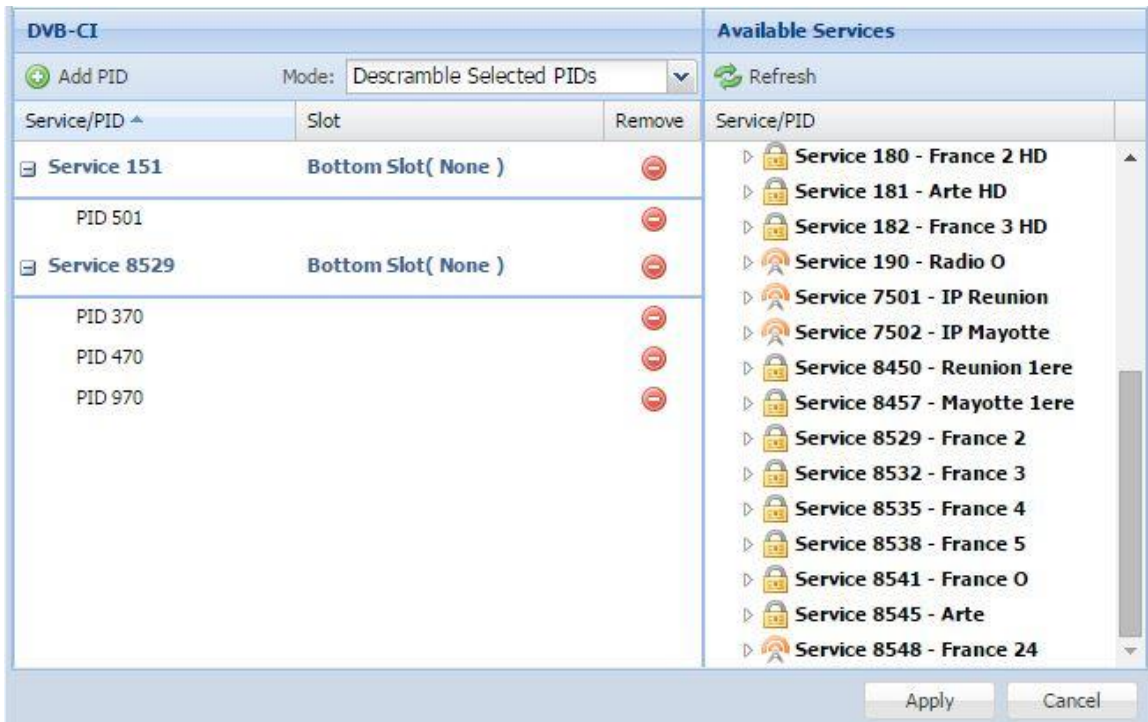 DVB-CI
Add PID Mode: Descramble Selected PIDs
Service/PID Slot Remove
Service 151 Bottom Slot( None )
PID 501
Service 8529 Bottom Slot( None )
PID 370
PID 470
PID 970
Available Services
Refresh
Service/PID
Service 180 - France 2 HD
Service 181 - Arte HD
Service 182 - France 3 HD
Service 190 - Radio O
Service 7501 - IP Reunion
Service 7502 - IP Mayotte
Service 8450 - Reunion 1ere
Service 8457 - Mayotte 1ere
Service 8529 - France 2
Service 8532 - France 3
Service 8535 - France 4
Service 8538 - France 5
Service 8541 - France O
Service 8545 - Arte
Service 8548 - France 24
Apply Cancel